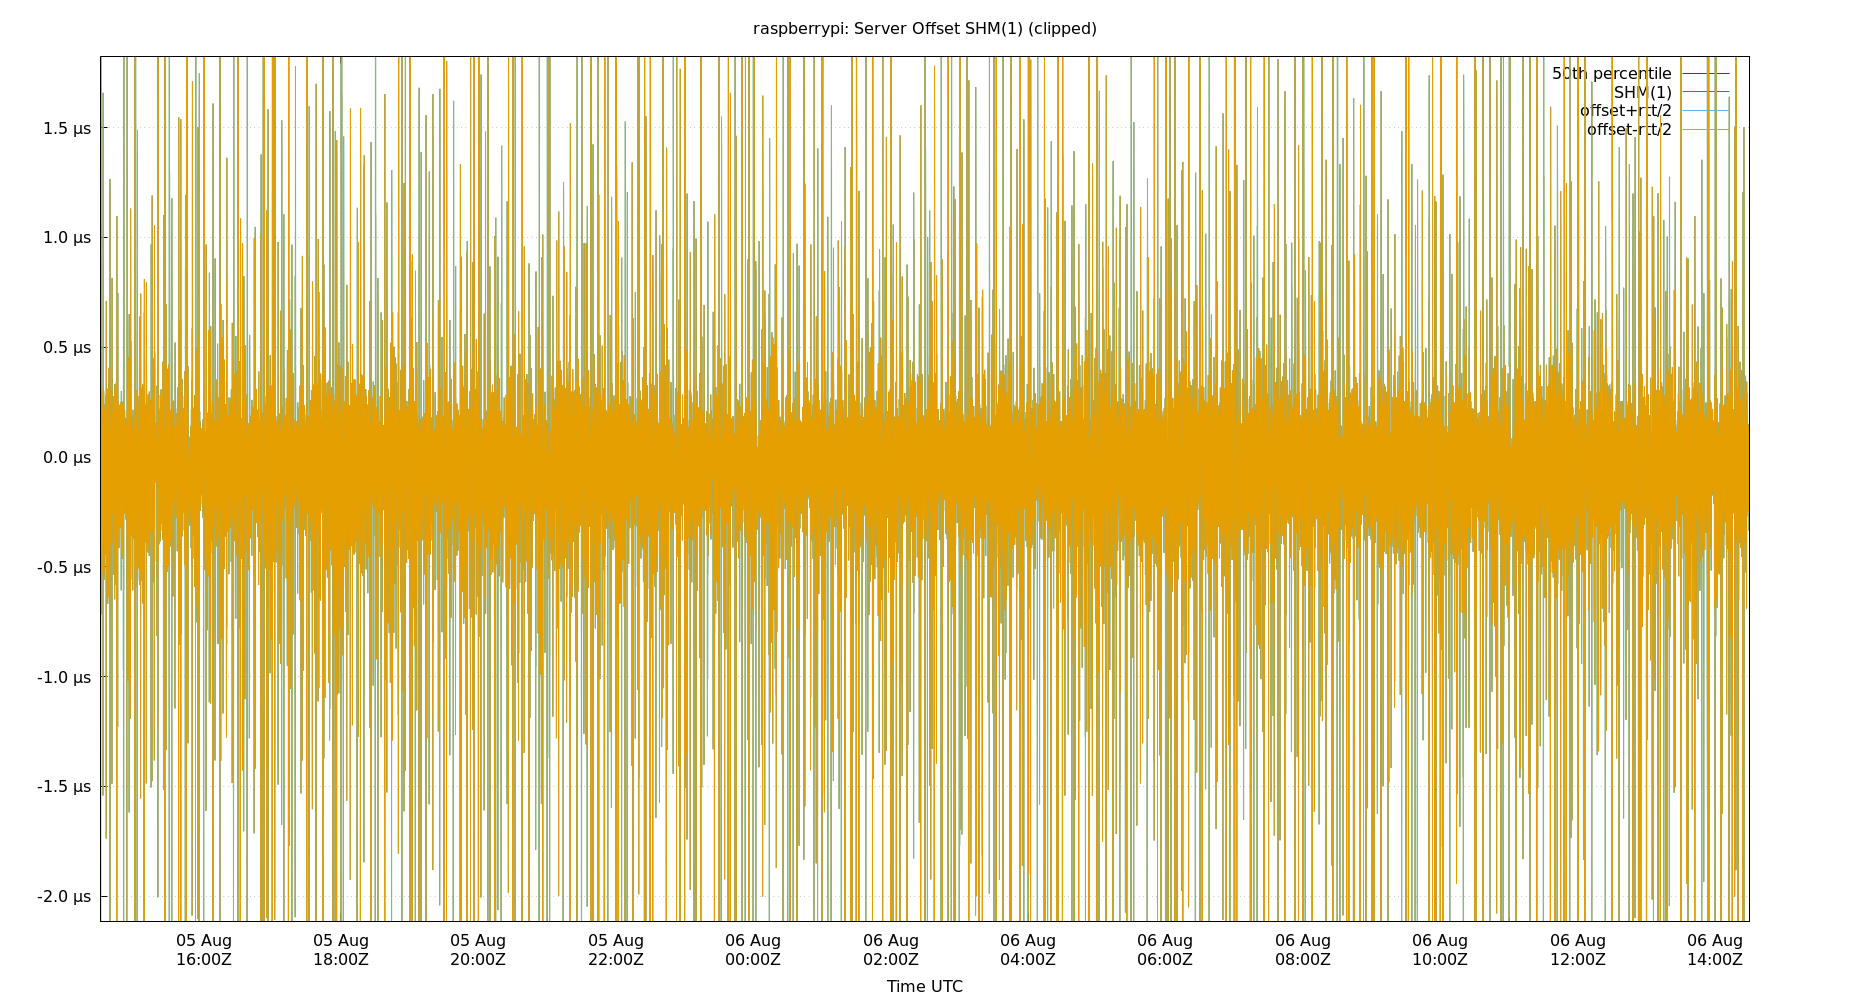 raspberrypi: Server Offset SHM(1) (clipped)
50th percentile
SHM(1)
offset+rtt/2
offset-rtt/2
1.5 µs
1.0 µs
0.5 µs
0.0 µs
-0.5 µs
-1.0 µs
-1.5 µs
-2.0 µs
05 Aug 05 Aug 05 Aug 05 Aug 06 Aug 06 Aug 06 Aug 06 Aug 06 Aug 06 Aug 06 Aug 06 Aug
16:00Z 18:00Z 20:00Z 22:00Z 00:00Z 02:00Z 04:00Z 06:00Z 08:00Z 10:00Z 12:00Z 14:00Z
Time UTC